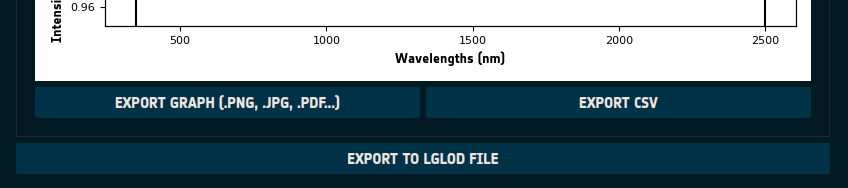 0.96
Intensi
500 1000 1500 2000 2500
Wavelengths (nm)
EXPORT GRAPH (.PNG, .JPG, .PDF...) EXPORT CSV
EXPORT TO LGLOD FILE